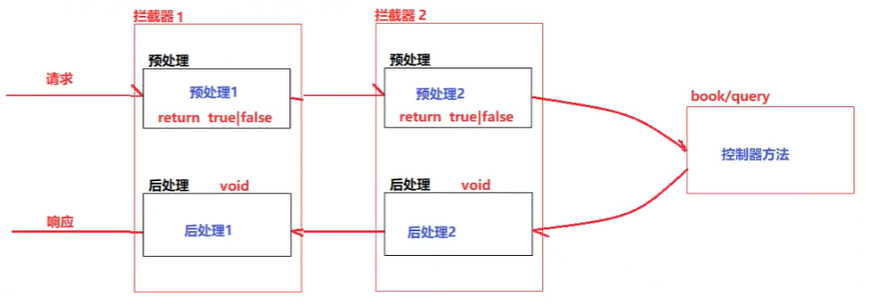 拦截器 1
预处理
请求
预处理1
return true|false
后处理 void
响应
后处理1
拦截器 2
预处理
预处理2
return true|false
后处理 void
后处理2
book/query
控制器方法